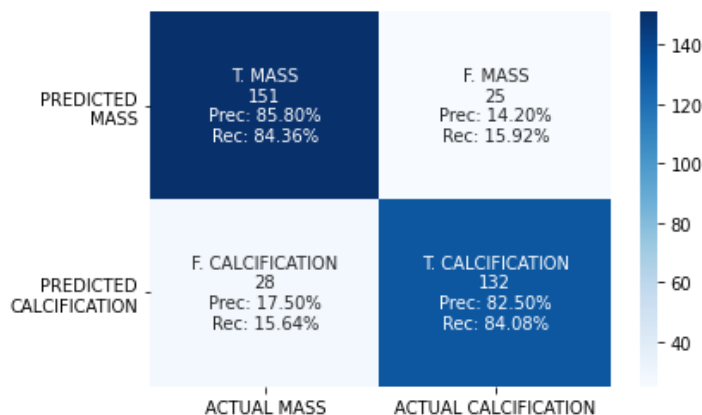 T. MASS
151
Prec: 85.80%
Rec: 84.36%
F. MASS
25
Prec: 14.20%
Rec: 15.92%
PREDICTED
MASS
F. CALCIFICATION
28
Prec: 17.50%
Rec: 15.64%
T. CALCIFICATION
132
Prec: 82.50%
Rec: 84.08%
PREDICTED
CALCIFICATION
ACTUAL MASS
ACTUAL CALCIFICATION
140
120
100
80
60
40